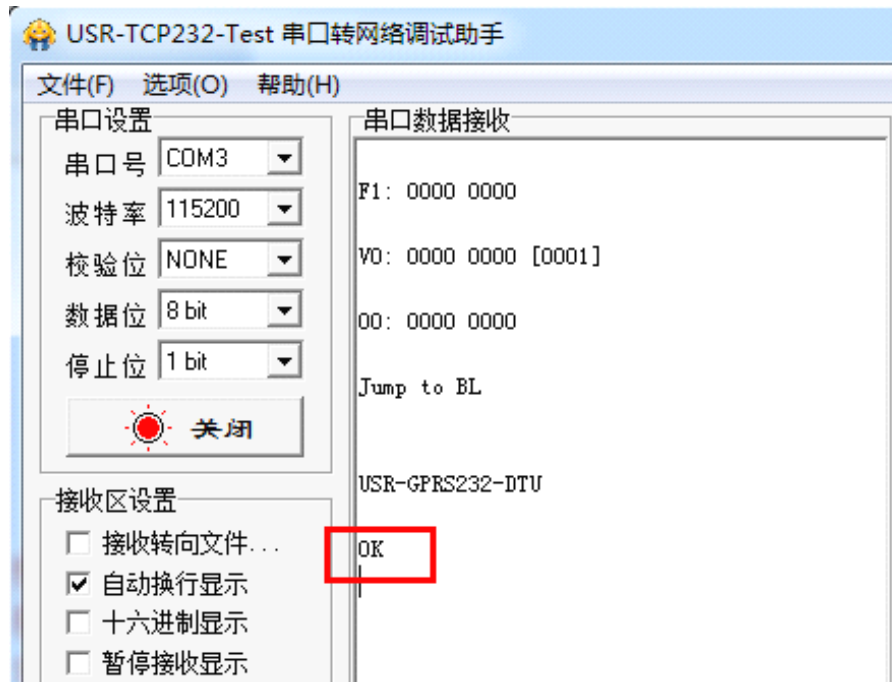 USR-TCP232-Test 串口转网络调试助手
文件(F) 选项(O) 帮助(H)
串口设置
串口号 COM3
波特率 115200
校验位 NONE
数据位 8 bit
停止位 1 bit
关闭
接收区设置
接收转向文件...
自动换行显示
十六进制显示
暂停接收显示
串口数据接收
F1: 0000 0000
V0: 0000 0000 [0001]
00: 0000 0000
Jump to BL
USR-GPRS232-DTU
OK